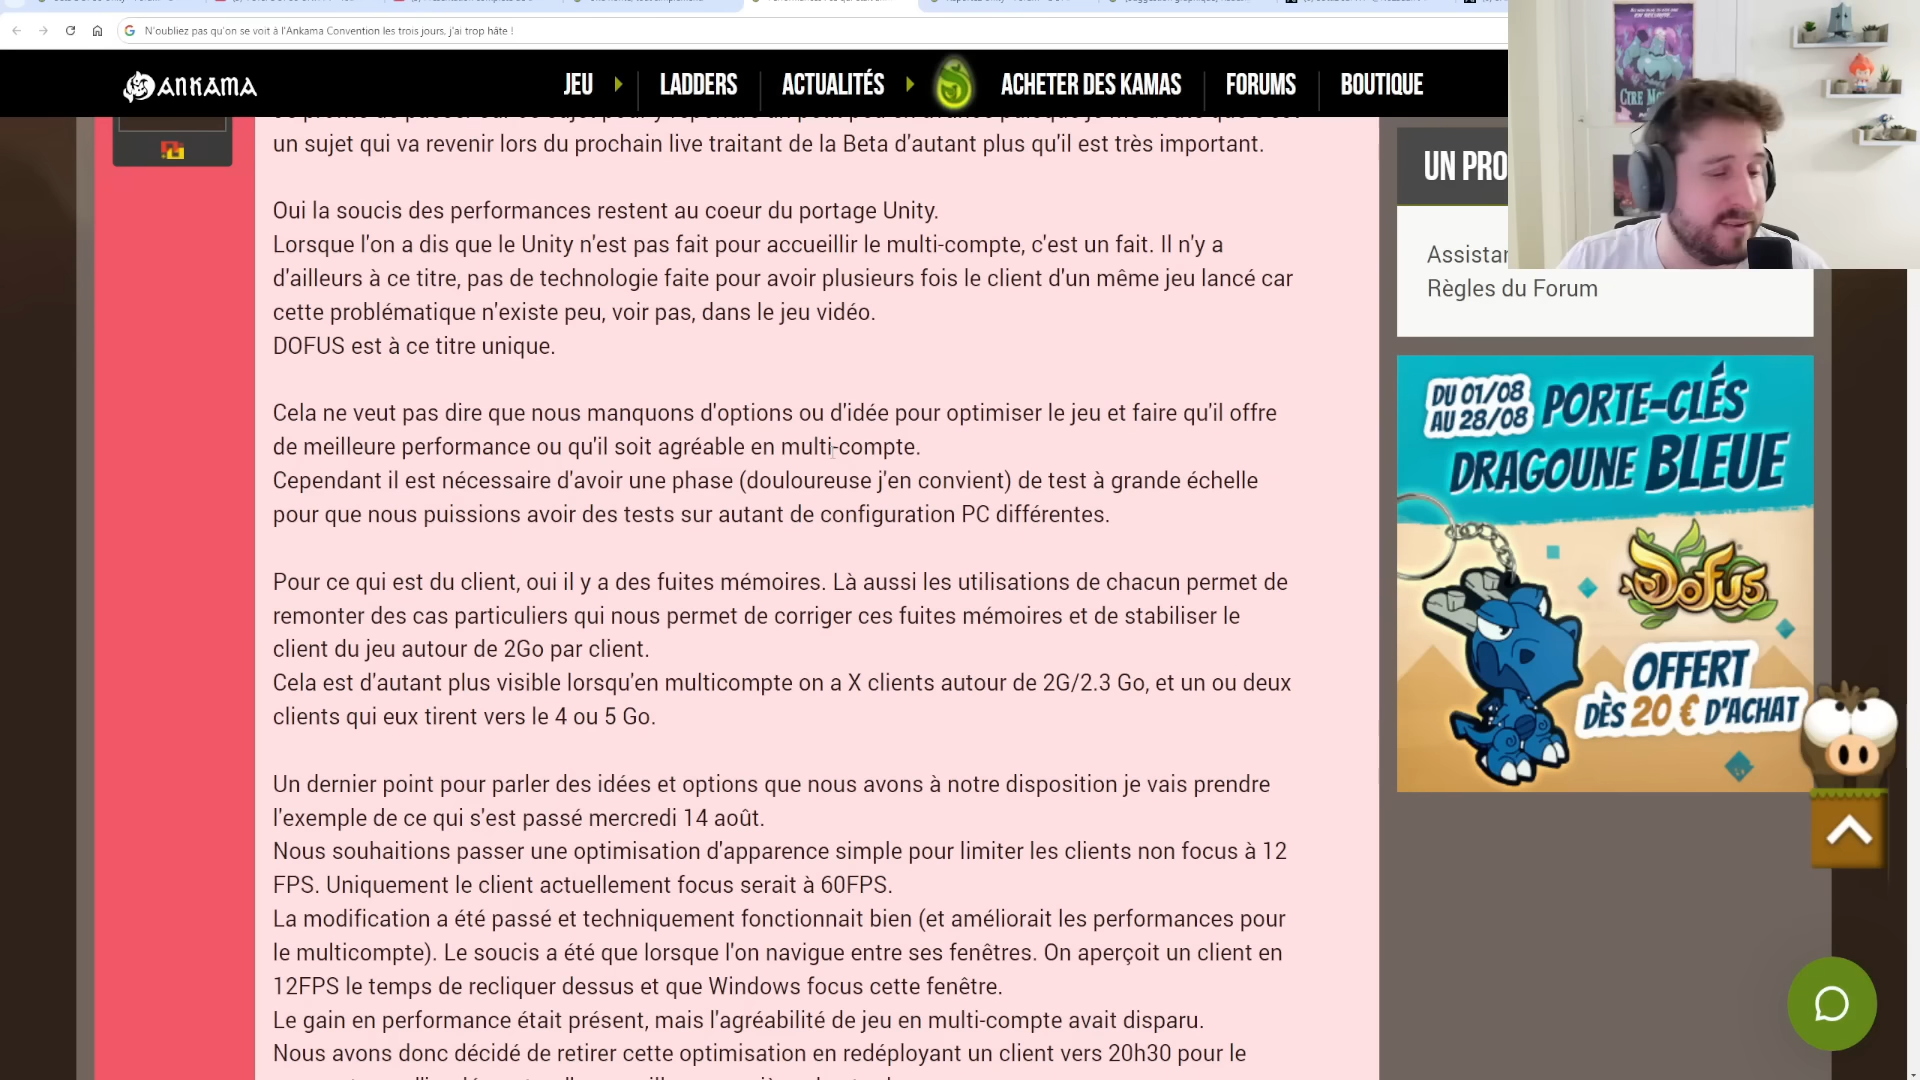 N'oubliez pas qu'on se voit à l'Ankama Convention les trois jours, j'ai trop hâte !
ANKAMA
JEU
LADDERS
ACTUALITÉS
ACHETER DES KAMAS
FORUMS
BOUTIQUE
un sujet qui va revenir lors du prochain live traitant de la Beta d'autant plus qu'il est très important.
Oui la soucis des performances restent au coeur du portage Unity.
Lorsque l'on a dis que le Unity n'est pas fait pour accueillir le multi-compte, c'est un fait. Il n'y a
d'ailleurs à ce titre, pas de technologie faite pour avoir plusieurs fois le client d'un même jeu lancé car
cette problématique n'existe peu, voir pas, dans le jeu vidéo.
DOFUS est à ce titre unique.
Cela ne veut pas dire que nous manquons d'options ou d'idée pour optimiser le jeu et faire qu'il offre
de meilleure performance ou qu'il soit agréable en multi-compte.
Cependant il est nécessaire d'avoir une phase (douloureuse j'en convient) de test à grande échelle
pour que nous puissions avoir des tests sur autant de configuration PC différentes.
Pour ce qui est du client, oui il y a des fuites mémoires. Là aussi les utilisations de chacun permet de
remonter des cas particuliers qui nous permet de corriger ces fuites mémoires et de stabiliser le
client du jeu autour de 2Go par client.
Cela est d'autant plus visible lorsqu'en multicompte on a X clients autour de 2G/2.3 Go, et un ou deux
clients qui eux tirent vers le 4 ou 5 Go.
Un dernier point pour parler des idées et options que nous avons à notre disposition je vais prendre
l'exemple de ce qui s'est passé mercredi 14 août.
Nous souhaitions passer une optimisation d'apparence simple pour limiter les clients non focus à 12
FPS. Uniquement le client actuellement focus serait à 60FPS.
La modification a été passé et techniquement fonctionnait bien (et améliorait les performances pour
le multicompte). Le soucis a été que lorsque l'on navigue entre ses fenêtres. On aperçoit un client en
12FPS le temps de recliquer dessus et que Windows focus cette fenêtre.
Le gain en performance était présent, mais l'agréabilité de jeu en multi-compte avait disparu.
Nous avons donc décidé de retirer cette optimisation en redéployant un client vers 20h30 pour le
UN PRO
Assistan
Règles du Forum
DU 01/08
AU 28/08
PORTE-CLÉS
DRAGOUNE BLEUE
DOFUS
OFFERT
DÈS 20 € D'ACHAT